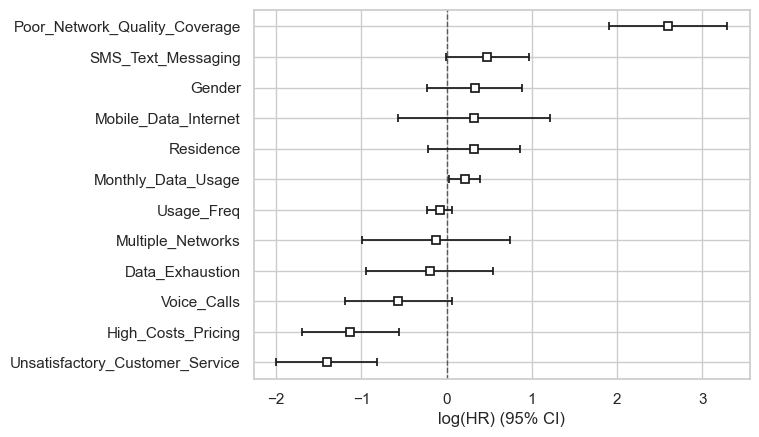 Poor_Network_Quality_Coverage
SMS_Text_Messaging
Gender
Mobile_Data_Internet
Residence
Monthly_Data_Usage
Usage_Freq
Multiple_Networks
Data_Exhaustion
Voice_Calls
High_Costs_Pricing
Unsatisfactory_Customer_Service
−2 −1 0 1 2 3
log(HR) (95% CI)